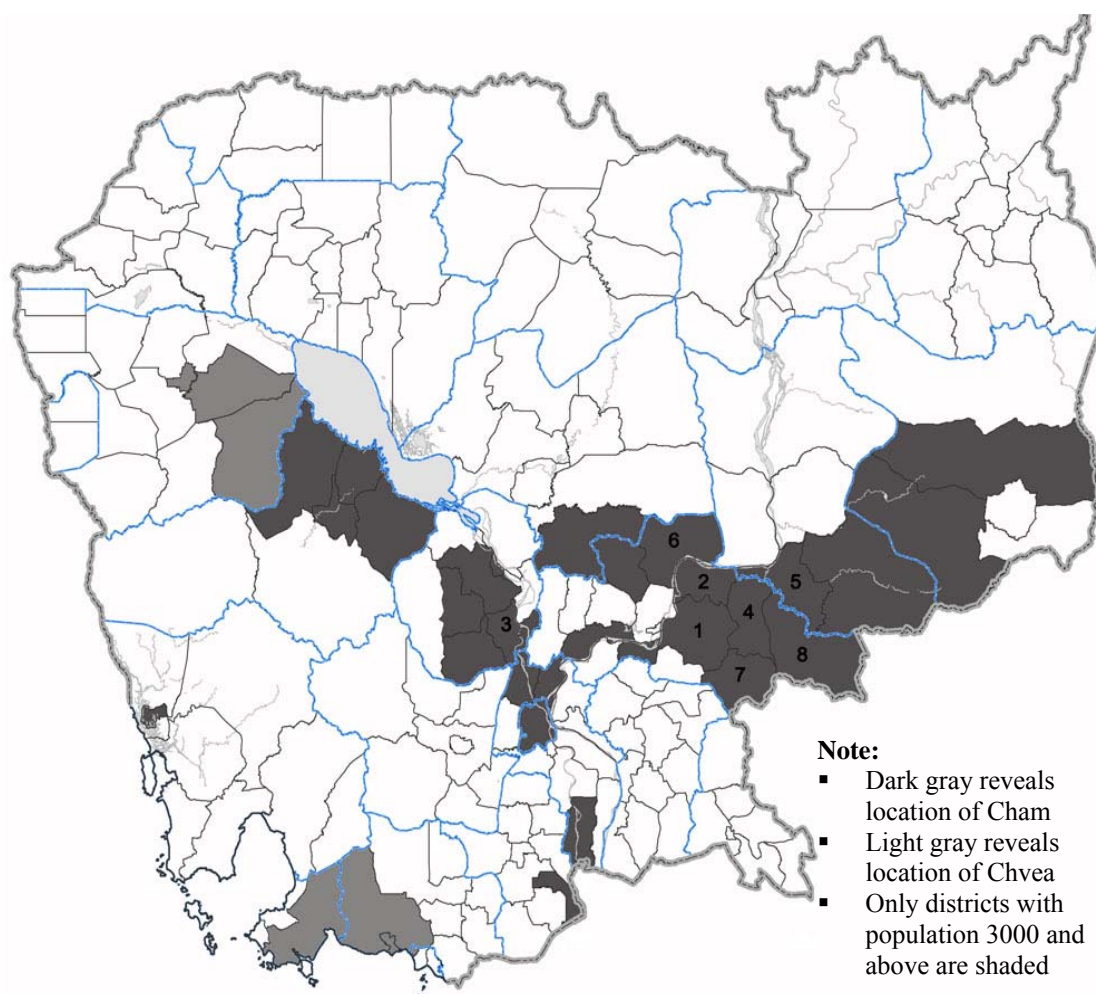 6
2
5
3
4
1
7
8
Note:
▪ Dark gray reveals
location of Cham
▪ Light gray reveals
location of Chvea
▪ Only districts with
population 3000 and
above are shaded